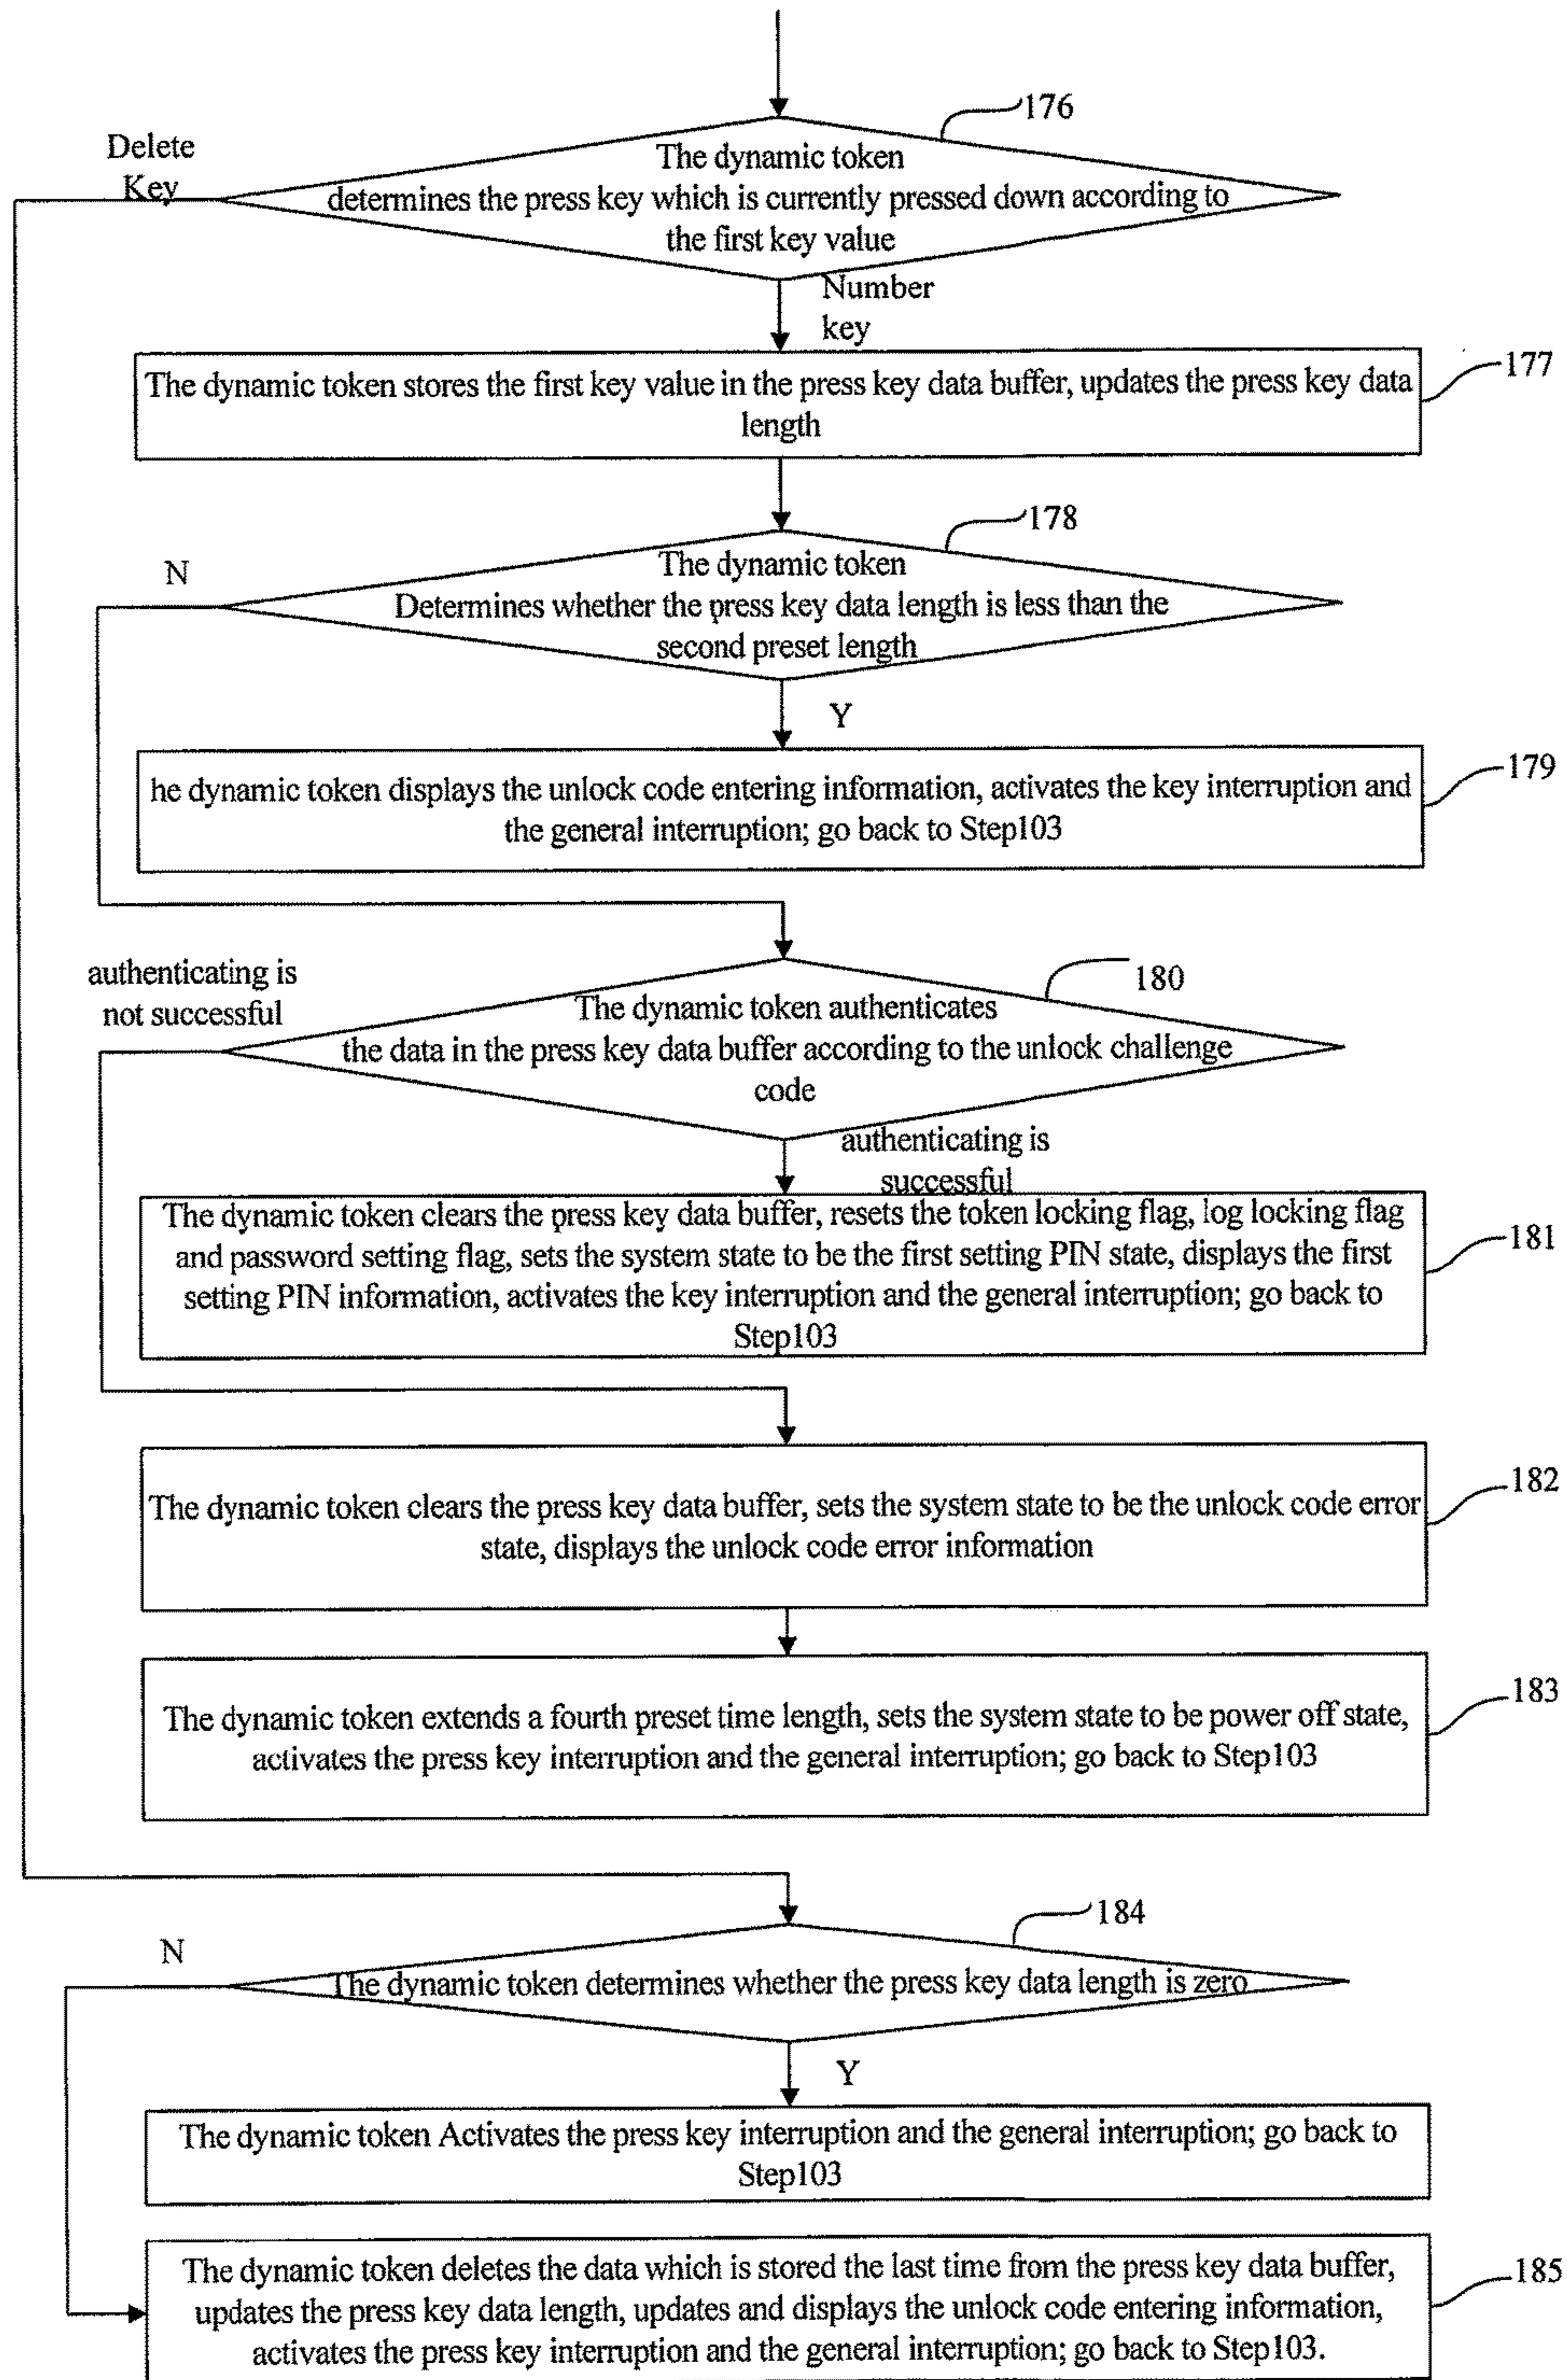 176
Delete
Key
The dynamic token
determines the press key which is currently pressed down according to
the first key value
Number
key
177
The dynamic token stores the first key value in the press key data buffer, updates the press key data
length
178
N
The dynamic token
Determines whether the press key data length is less than the
second preset length
Y
179
he dynamic token displays the unlock code entering information, activates the key interruption and
the general interruption; go back to Step103
authenticating is
not successful
180
The dynamic token authenticates
the data in the press key data buffer according to the unlock challenge
code
authenticating is
successful
181
The dynamic token clears the press key data buffer, resets the token locking flag, log locking flag
and password setting flag, sets the system state to be the first setting PIN state, displays the first
setting PIN information, activates the key interruption and the general interruption; go back to
Step103
182
The dynamic token clears the press key data buffer, sets the system state to be the unlock code error
state, displays the unlock code error information
183
The dynamic token extends a fourth preset time length, sets the system state to be power off state,
activates the press key interruption and the general interruption; go back to Step103
184
N
The dynamic token determines whether the press key data length is zero
Y
The dynamic token Activates the press key interruption and the general interruption; go back to
Step103
185
The dynamic token deletes the data which is stored the last time from the press key data buffer,
updates the press key data length, updates and displays the unlock code entering information,
activates the press key interruption and the general interruption; go back to Step103.